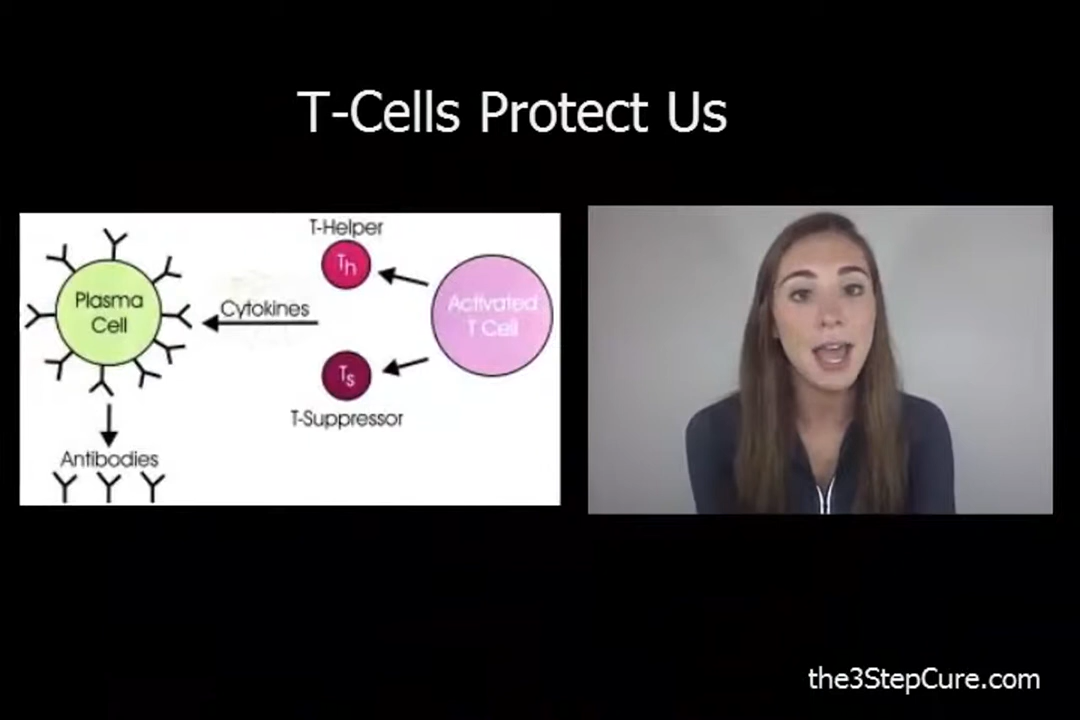 T-Cells Protect Us
T-Helper
Th
Activated
T Cell
Plasma
Cell
Cytokines
Ts
T-Suppressor
Antibodies
the3StepCure.com